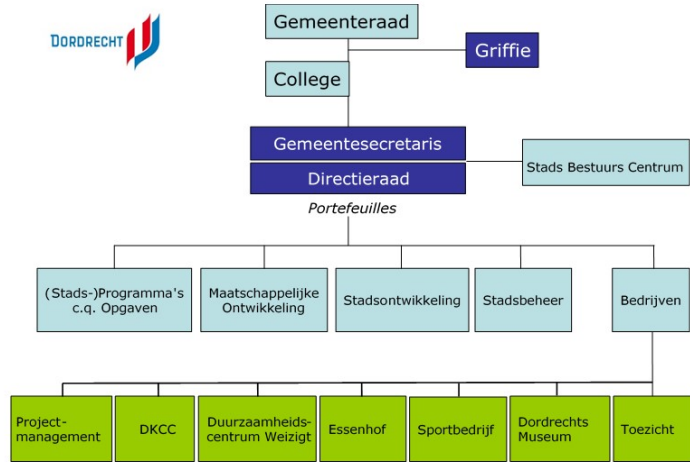 DORDRECHT
Gemeenteraad
Griffie
College
Gemeentesecretaris
Directieraad
Stads Bestuurs Centrum
Portefeuilles
(Stads-)Programma's
c.q. Opgaven
Maatschappelijke
Ontwikkeling
Stadsontwikkeling
Stadsbeheer
Bedrijven
Project-
management
DKCC
Duurzaamheids-
centrum Weizigt
Essenhof
Sportbedrijf
Dordrechts
Museum
Toezicht